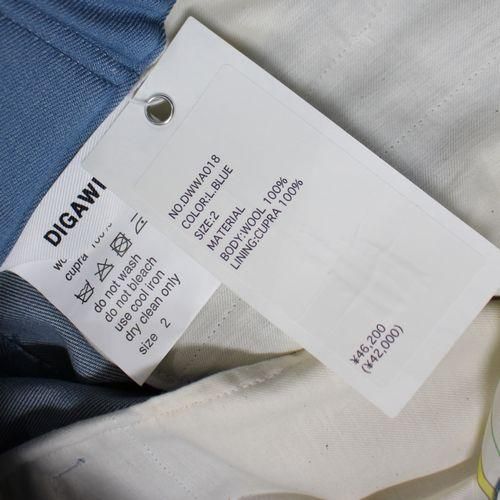 NO.DWWA018
COLOR:L.BLUE
SIZE:2
MATERIAL
BODY:WOOL 100%
LINING:CUPRA 100%
¥46,200
(¥42,000)
DIGAWE
cupra 100%
do not wash
do not bleach
use cool iron
dry clean only
size 2